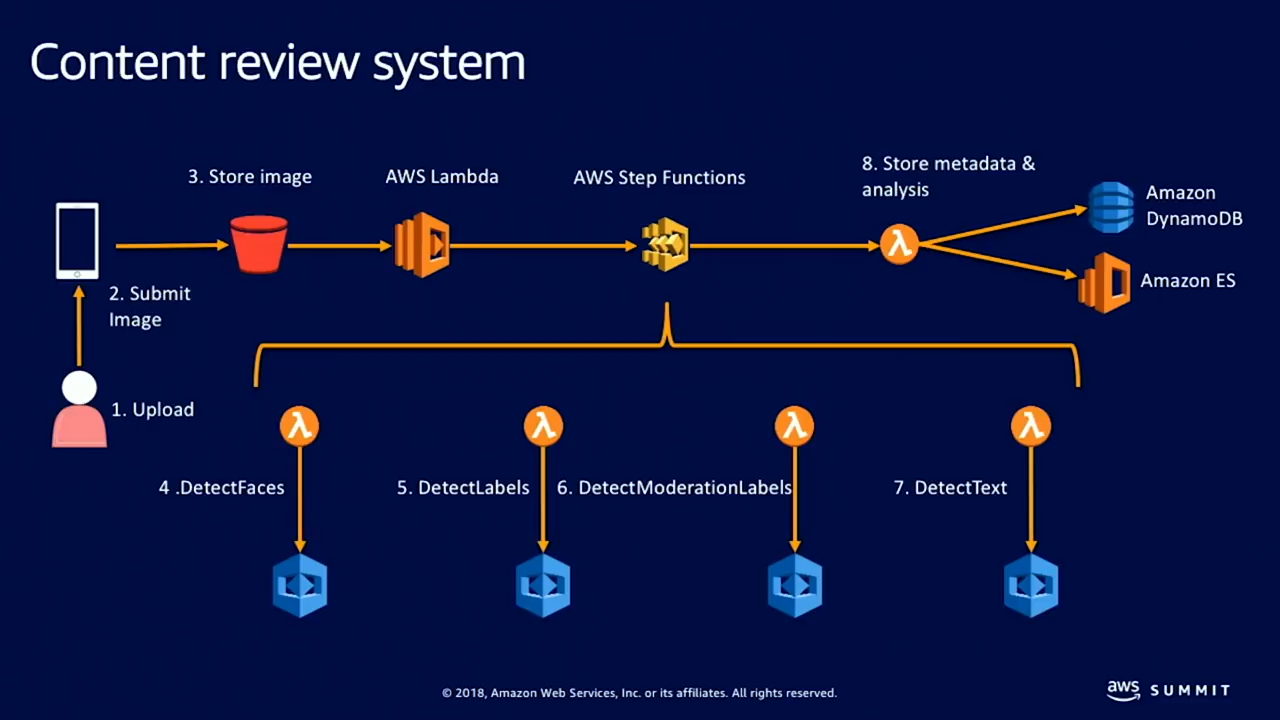 Content review system
3. Store image
AWS Lambda
AWS Step Functions
8. Store metadata &
analysis
Amazon
DynamoDB
Amazon ES
2. Submit
Image
1. Upload
λ
λ
λ
λ
λ
4 .DetectFaces
5. DetectLabels
6. DetectModerationLabels
7. DetectText
© 2018, Amazon Web Services, Inc. or its affiliates. All rights reserved.
aws SUMMIT